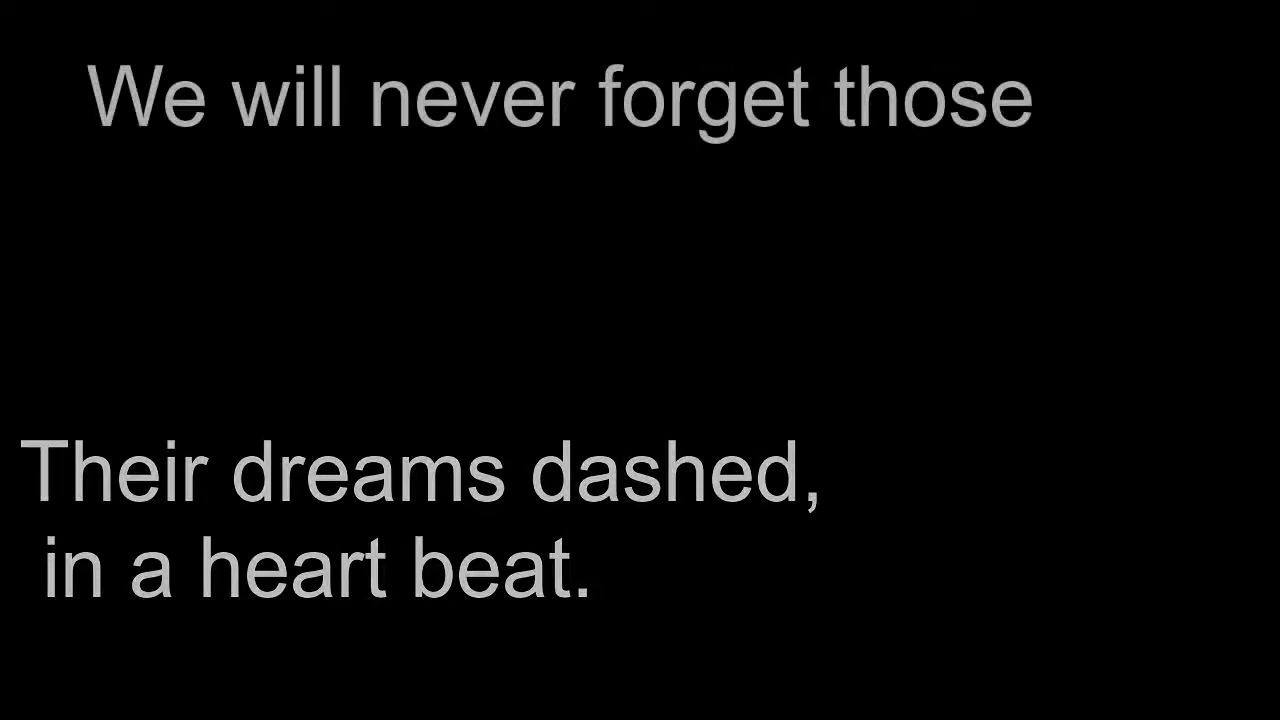 We will never forget those
Their dreams dashed,
in a heart beat.